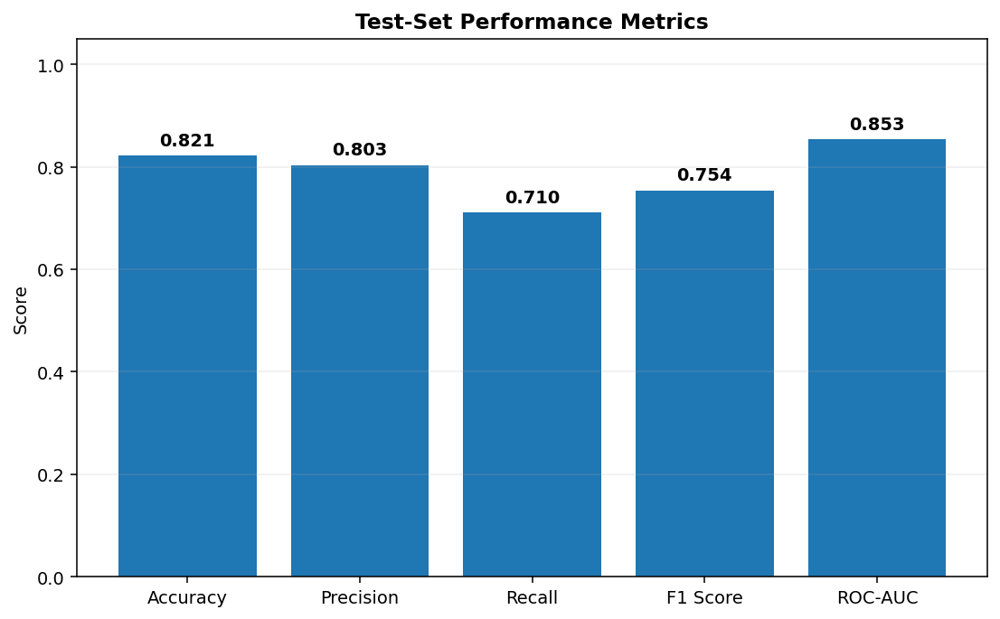 Test-Set Performance Metrics
1.0
0.8
0.6
0.4
0.2
0.0
Score
0.821
0.803
0.710
0.754
0.853
Accuracy
Precision
Recall
F1 Score
ROC-AUC